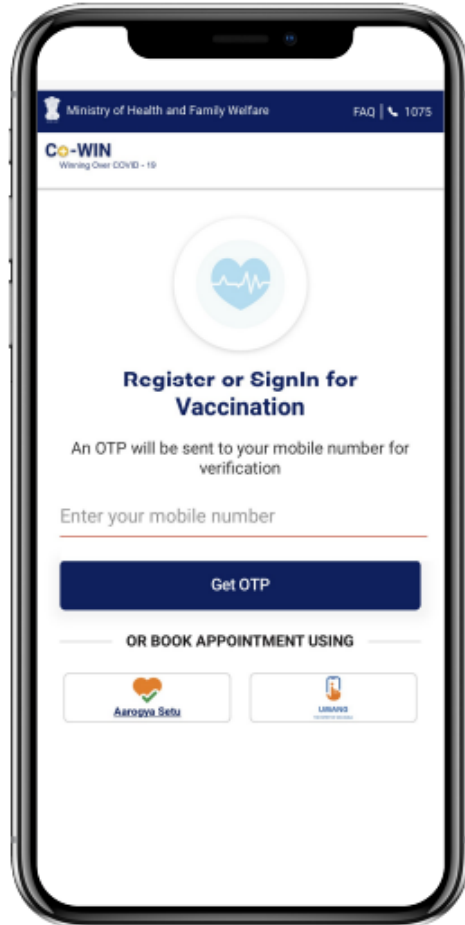 Ministry of Health and Family Welfare FAQ | 1075
Co-WIN
Winning Over COVID - 19
Register or SignIn for
Vaccination
An OTP will be sent to your mobile number for
verification
Enter your mobile number
Get OTP
OR BOOK APPOINTMENT USING
Aarogya Setu
UMANG